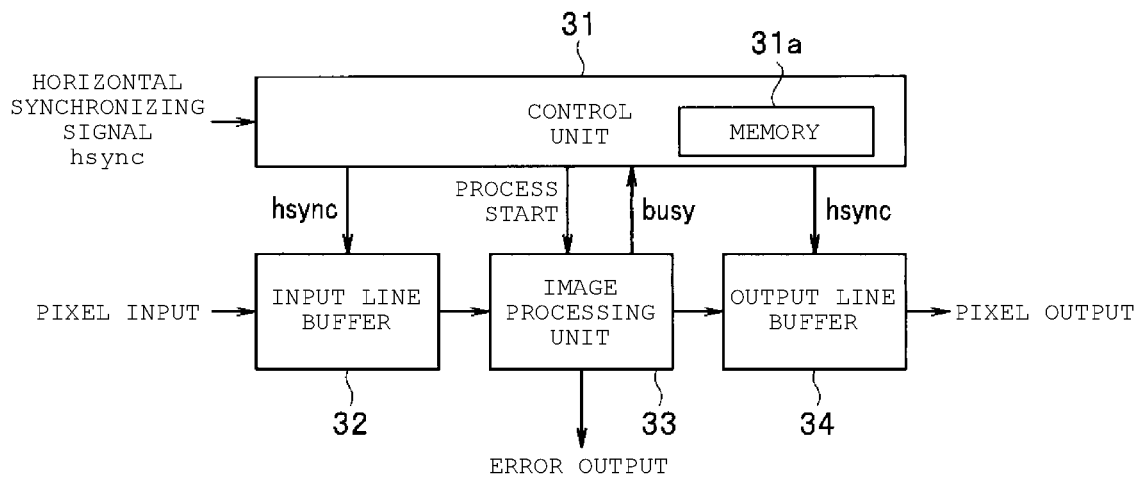 31
31a
HORIZONTAL
SYNCHRONIZING
SIGNAL
hsync
CONTROL
UNIT
MEMORY
hsync
PROCESS
START
busy
hsync
PIXEL INPUT
INPUT LINE
BUFFER
IMAGE
PROCESSING
UNIT
OUTPUT LINE
BUFFER
PIXEL OUTPUT
32
33
34
ERROR OUTPUT